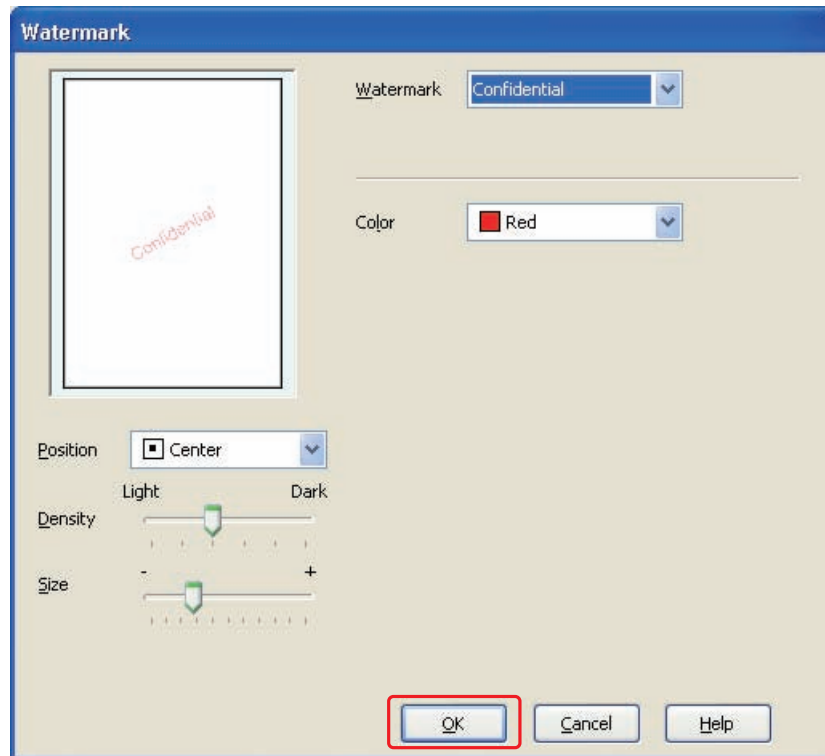 Watermark
Watermark Confidential
Confidential
Color Red
Position Center
Light Dark
Density
- +
Size
OK Cancel Help